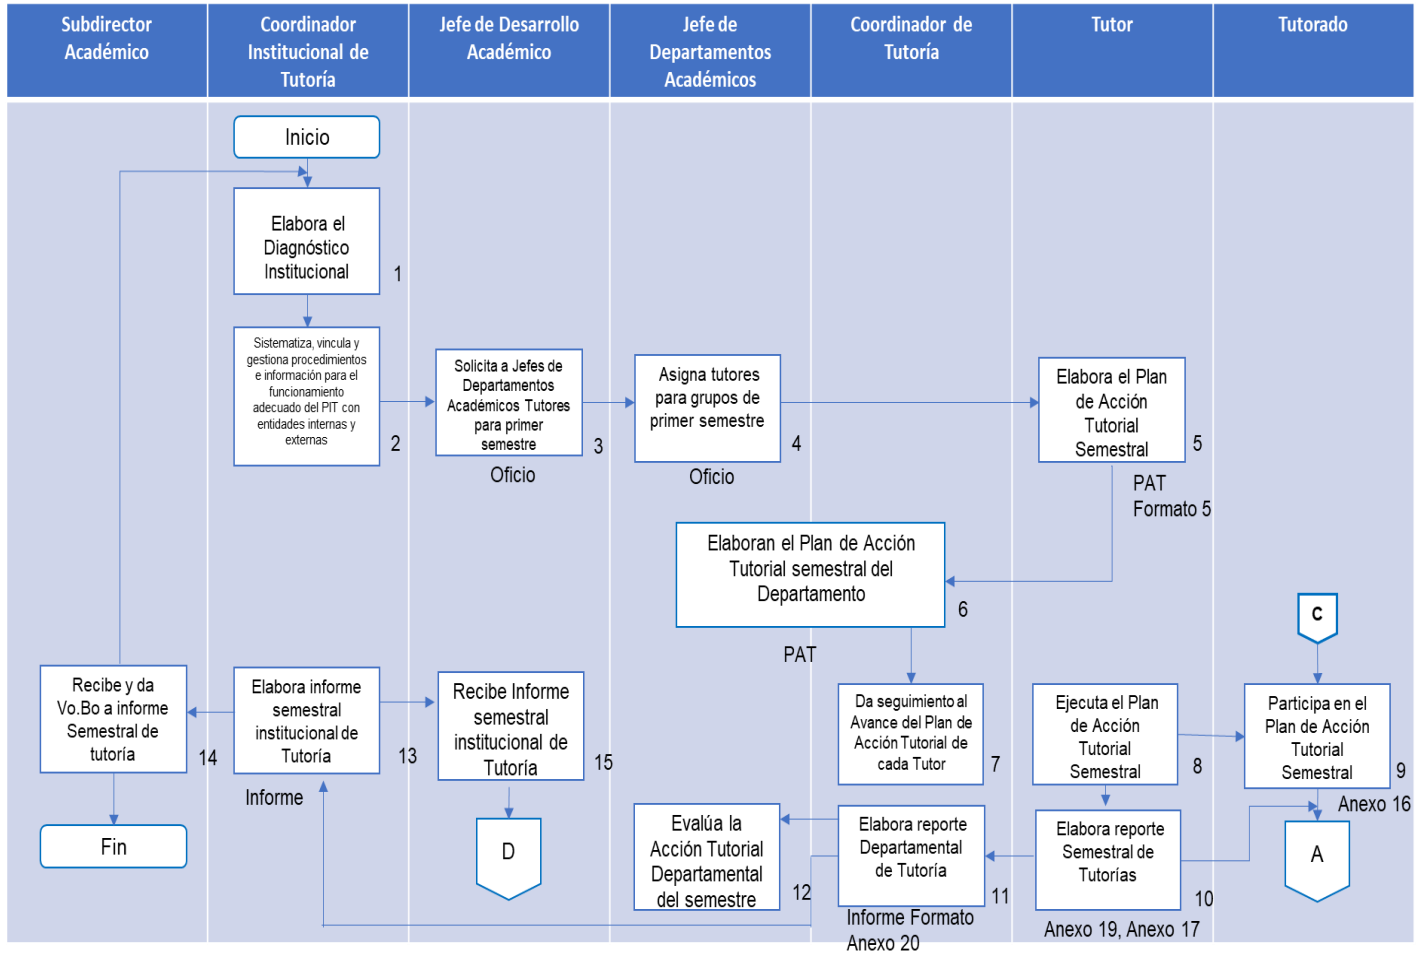 Subdirector
Académico
Coordinador
Institucional de
Tutoría
Jefe de Desarrollo
Académico
Jefe de
Departamentos
Académicos
Coordinador de
Tutoría
Tutor
Tutorado
Inicio
Elabora el
Diagnóstico
Institucional
1
Sistematiza, vincula y
gestiona procedimientos
e información para el
funcionamiento
adecuado del PIT con
entidades internas y
externas
2
Solicita a Jefes de
Departamentos
Académicos Tutores
para primer
semestre
3
Oficio
Asigna tutores
para grupos de
primer semestre
4
Oficio
Elabora el Plan
de Acción
Tutorial
Semestral
5
PAT
Formato 5
Elaboran el Plan de Acción
Tutorial semestral del
Departamento
6
PAT
C
Recibe y da
Vo.Bo a informe
Semestral de
tutoría
14
Elabora informe
semestral
institucional de
Tutoría
13
Informe
Recibe Informe
semestral
institucional de
Tutoría
15
Da seguimiento al
Avance del Plan de
Acción Tutorial de
cada Tutor
7
Ejecuta el Plan
de Acción
Tutorial
Semestral
8
Participa en el
Plan de Acción
Tutorial
Semestral
9
Anexo 16
Fin
D
Evalúa la
Acción Tutorial
Departamental
del semestre
12
Elabora reporte
Departamental
de Tutoría
11
Informe Formato
Anexo 20
Elabora reporte
Semestral de
Tutorías
10
Anexo 19, Anexo 17
A